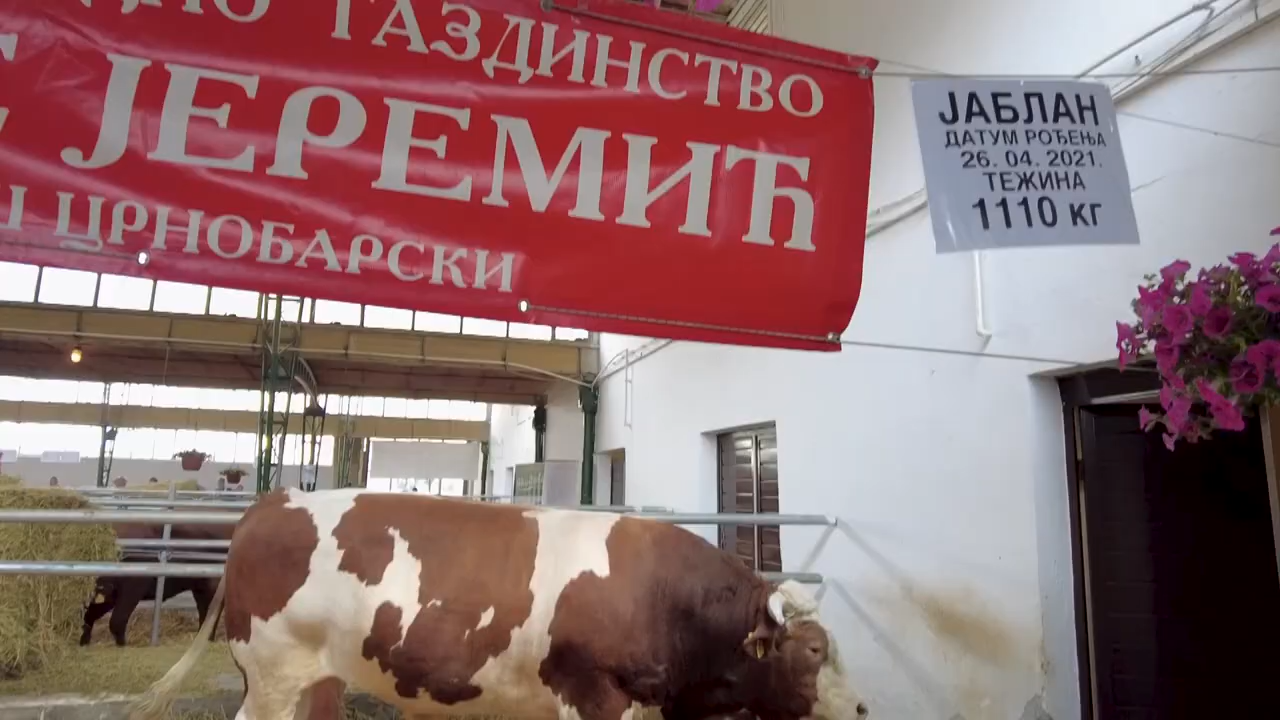 ГАЗДИНСТВО
ЈЕРЕМИЋ
ЦРНОБАРСКИ
ЈАБЛАН
ДАТУМ РОЂЕЊА
26. 04. 2021.
ТЕЖИНА
1110 КГ